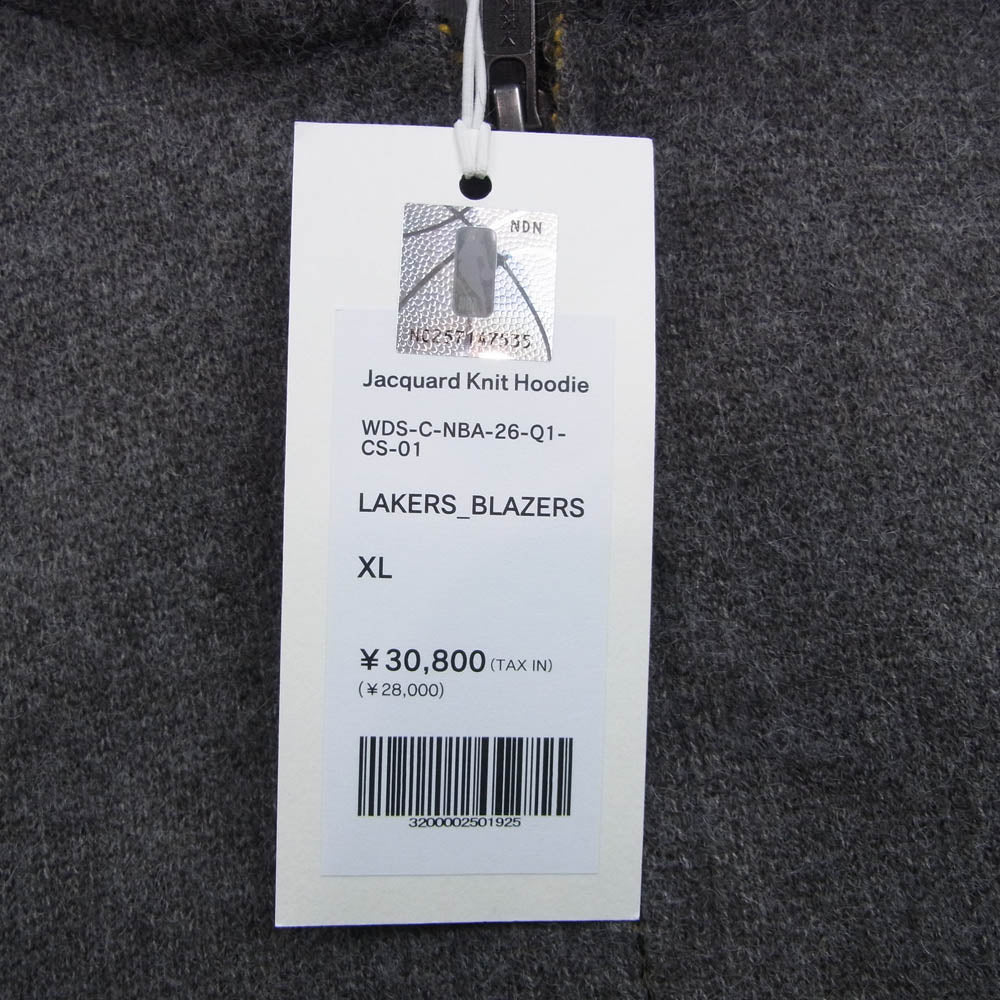 NDN
NC257147535
Jacquard Knit Hoodie
WDS-C-NBA-26-Q1-
CS-01
LAKERS_BLAZERS
XL
¥30,800 (TAX IN)
(¥28,000)
3200002501925